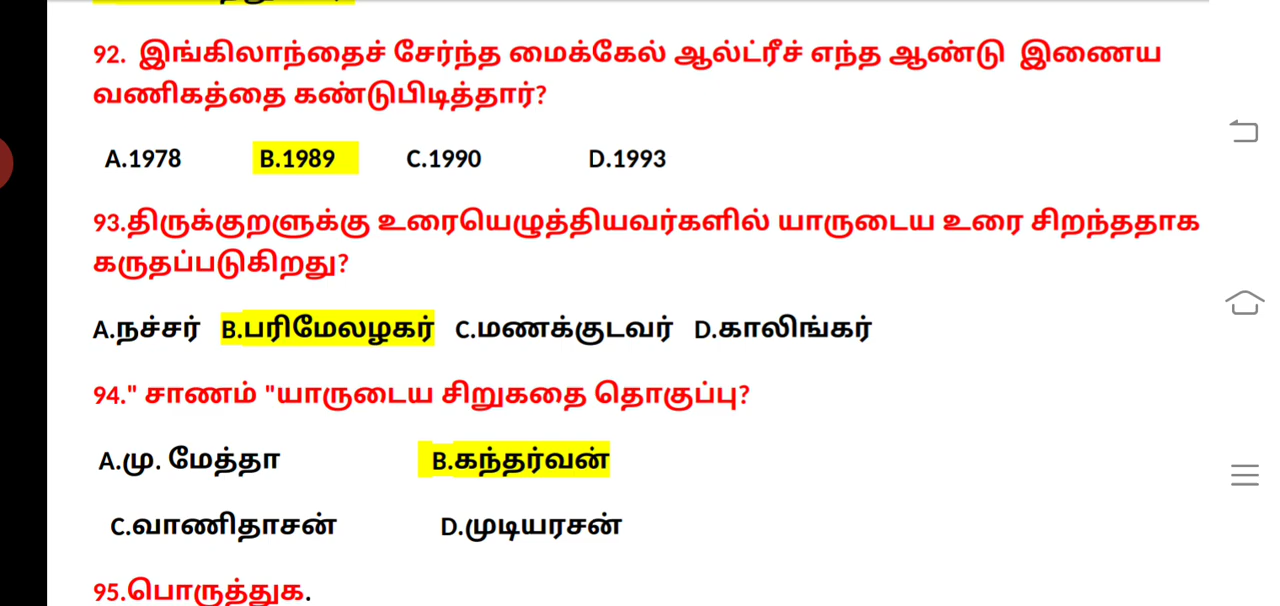 92. இங்கிலாந்தைச் சேர்ந்த மைக்கேல் ஆல்ட்ரீச் எந்த ஆண்டு இணைய
வணிகத்தை கண்டுபிடித்தார்?
A.1978 B.1989 C.1990 D.1993
93.திருக்குறளுக்கு உரையெழுத்தியவர்களில் யாருடைய உரை சிறந்ததாக
கருதப்படுகிறது?
A.நச்சர் B.பரிமேலழகர் C.மணக்குடவர் D.காலிங்கர்
94." சாணம் "யாருடைய சிறுகதை தொகுப்பு?
A.மு. மேத்தா B.கந்தர்வன்
C.வாணிதாசன் D.முடியரசன்
95.பொருத்துக.